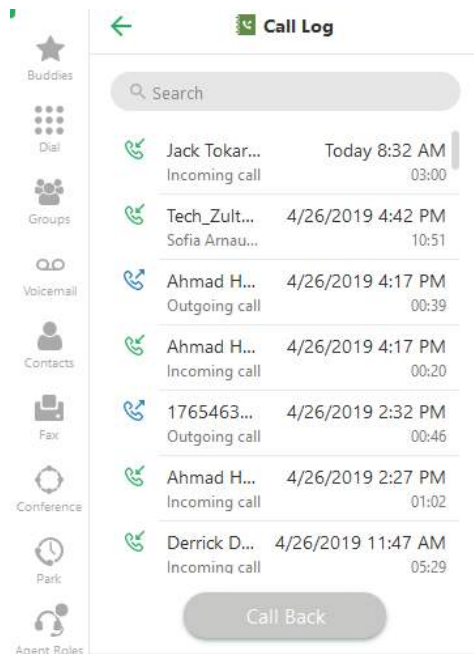 Call Log
Buddies
Search
Dial
Jack Tokar... Today 8:32 AM
Incoming call 03:00
Groups
Tech_Zult... 4/26/2019 4:42 PM
Sofia Arnau... 10:51
Voicemail
Ahmad H... 4/26/2019 4:17 PM
Outgoing call 00:39
Contacts
Ahmad H... 4/26/2019 4:17 PM
Incoming call 00:20
Fax
1765463... 4/26/2019 2:32 PM
Outgoing call 00:46
Conference
Ahmad H... 4/26/2019 2:27 PM
Incoming call 01:02
Park
Derrick D... 4/26/2019 11:47 AM
Incoming call 05:29
Call Back
Agent Roles